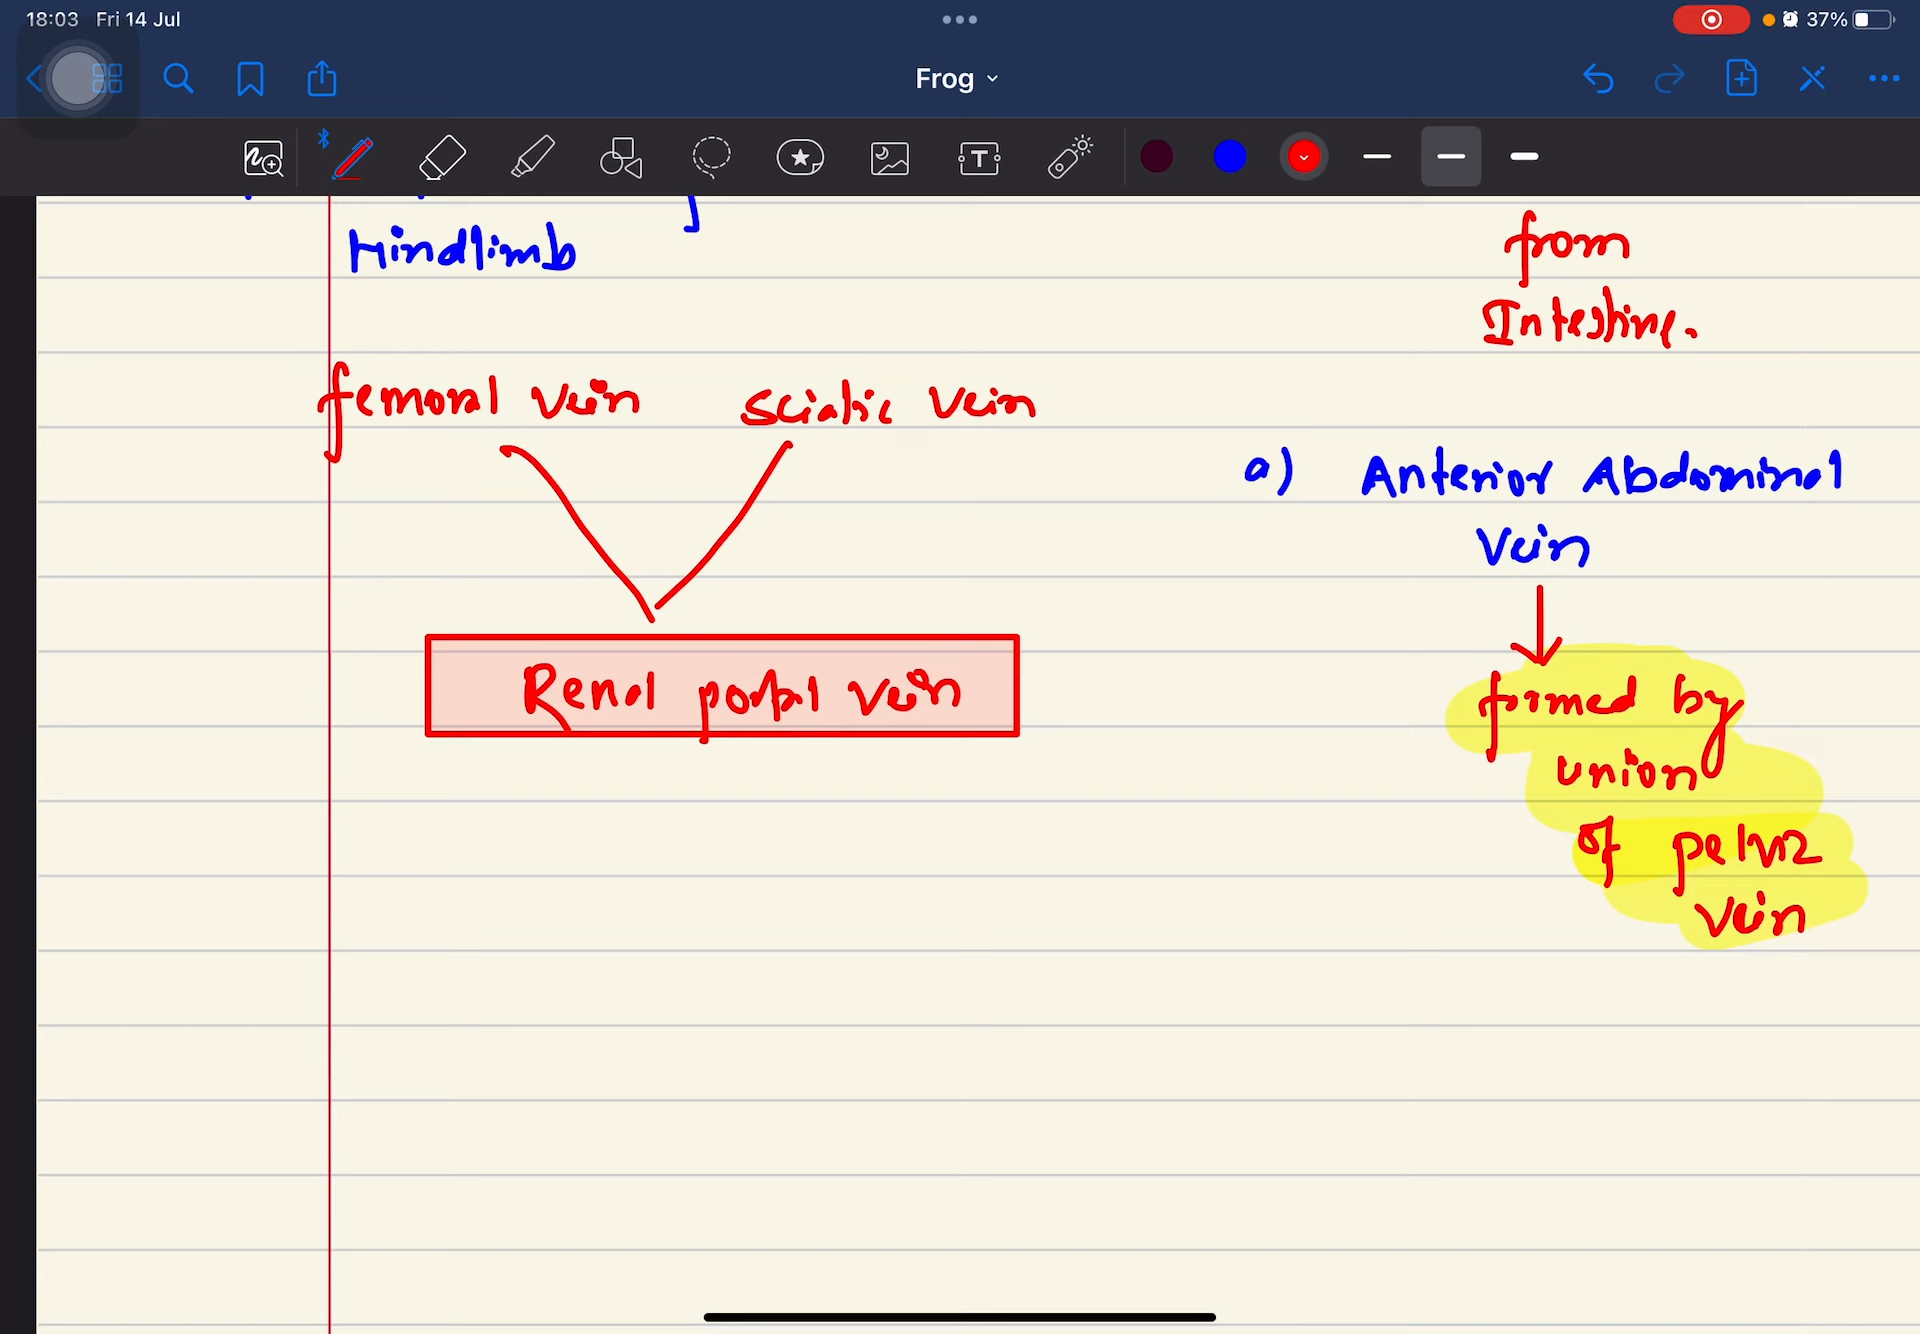 18:03 Fri 14 Jul
37%
Frog
T
Hindlimb
femoral vein sciatic vein
Renal portal vein
from
Intestine.
a) Anterior Abdominal
Vein
formed by
union
of pelvic
vein